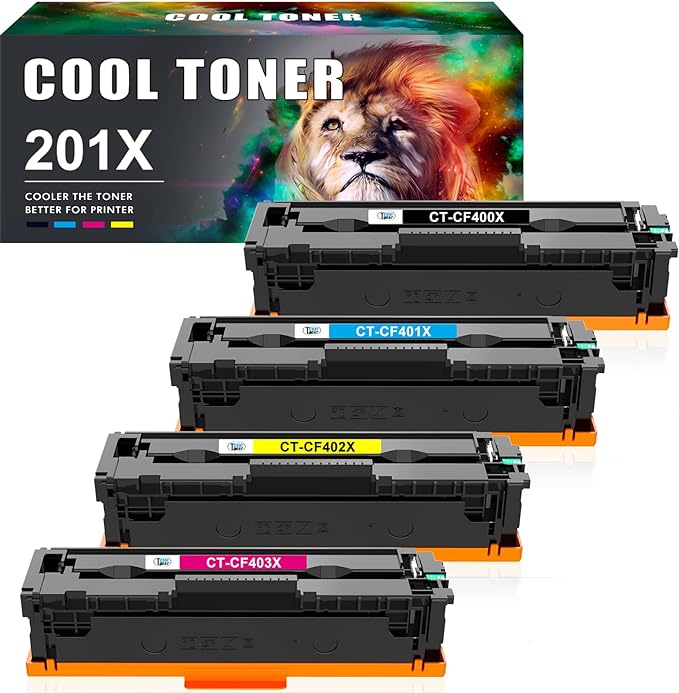 COOL TONER
COOL TONER
201X
COOLER THE TONER
BETTER FOR PRINTER
CT-CF400X
CT-CF401X
CT-CF402X
CT-CF403X